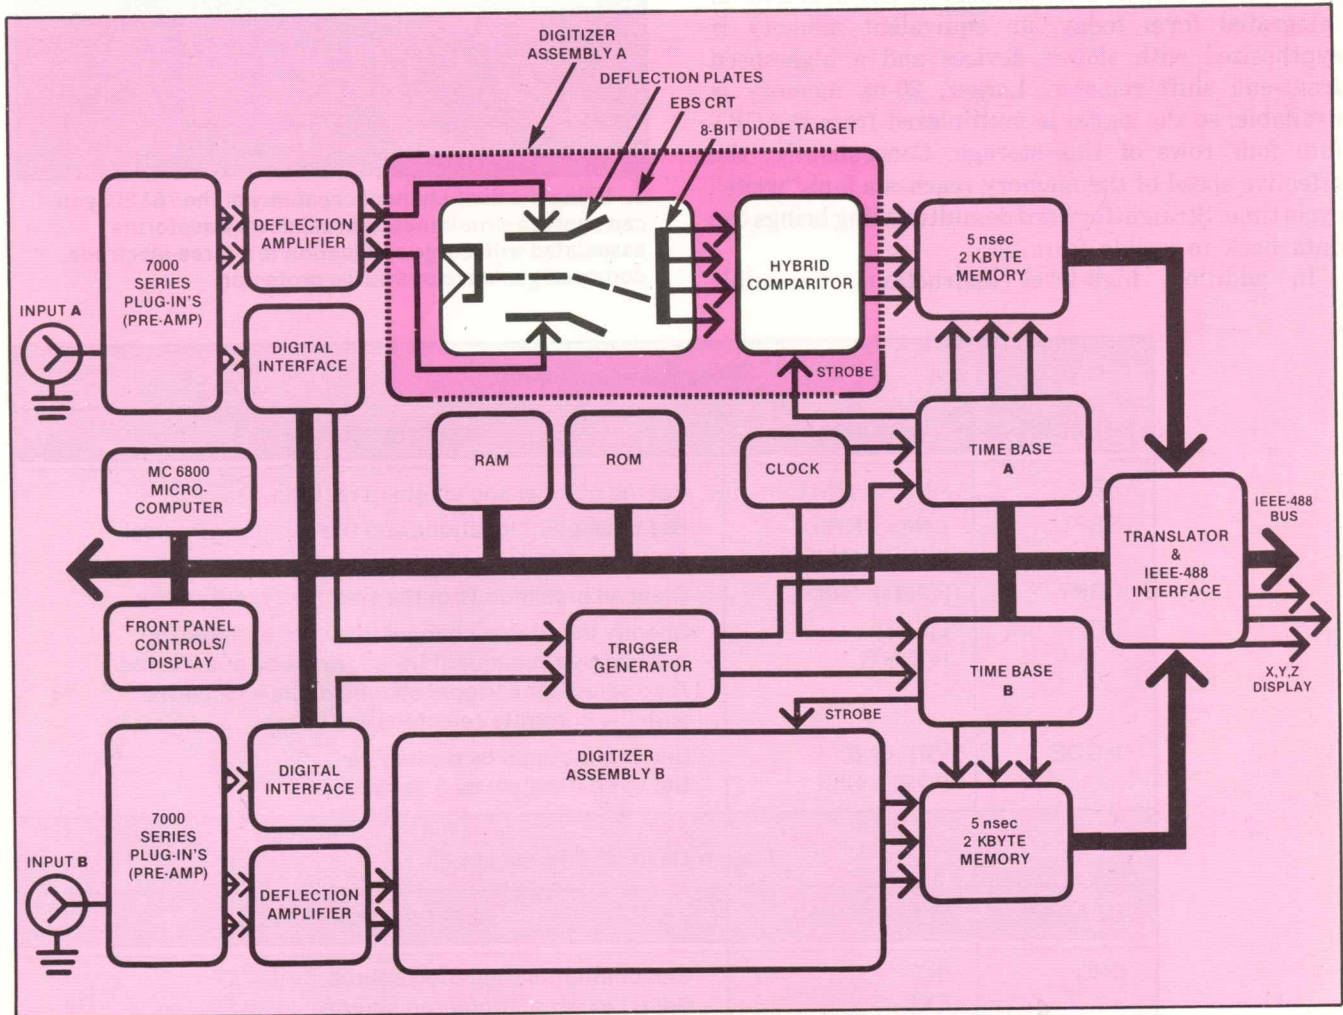 DIGITIZER
ASSEMBLY A
DEFLECTION PLATES
EBS CRT
8-BIT DIODE TARGET
INPUT A
7000
SERIES
PLUG-IN'S
(PRE-AMP)
DEFLECTION
AMPLIFIER
DIGITAL
INTERFACE
HYBRID
COMPARITOR
5 nsec
2 KBYTE
MEMORY
STROBE
MC 6800
MICRO-
COMPUTER
RAM
ROM
CLOCK
TIME BASE
A
TRANSLATOR
&
IEEE-488
INTERFACE
IEEE-488
BUS
X,Y,Z
DISPLAY
FRONT PANEL
CONTROLS/
DISPLAY
TRIGGER
GENERATOR
TIME BASE
B
STROBE
INPUT B
7000
SERIES
PLUG-IN'S
(PRE-AMP)
DIGITAL
INTERFACE
DEFLECTION
AMPLIFIER
DIGITIZER
ASSEMBLY B
5 nsec
2 KBYTE
MEMORY